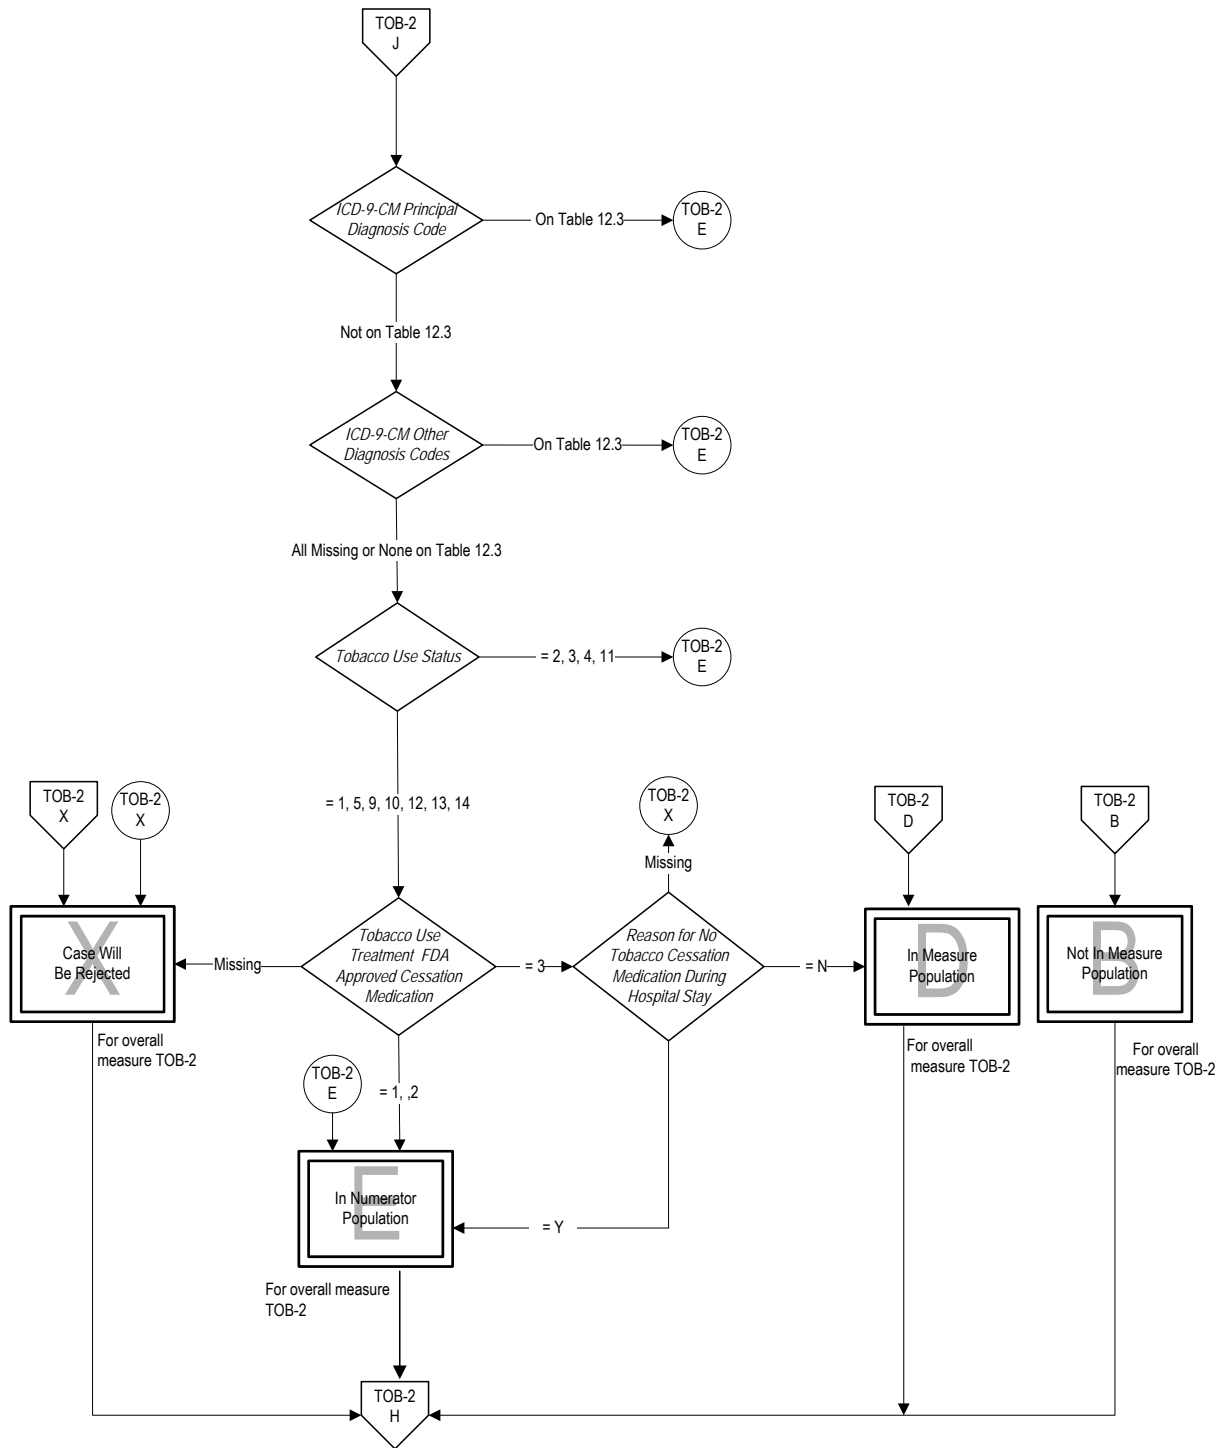 TOB-2
J
ICD-9-CM Principal
Diagnosis Code
On Table 12.3
TOB-2
E
Not on Table 12.3
ICD-9-CM Other
Diagnosis Codes
On Table 12.3
TOB-2
E
All Missing or None on Table 12.3
Tobacco Use Status
= 2, 3, 4, 11
TOB-2
E
= 1, 5, 9, 10, 12, 13, 14
TOB-2
X
TOB-2
X
TOB-2
X
TOB-2
D
TOB-2
B
Missing
X
Case Will
Be Rejected
Missing
Tobacco Use
Treatment FDA
Approved Cessation
Medication
= 3
Reason for No
Tobacco Cessation
Medication During
Hospital Stay
= N
D
In Measure
Population
B
Not In Measure
Population
For overall
measure TOB-2
For overall
measure TOB-2
For overall
measure TOB-2
TOB-2
E
= 1, ,2
E
In Numerator
Population
= Y
For overall measure
TOB-2
TOB-2
H